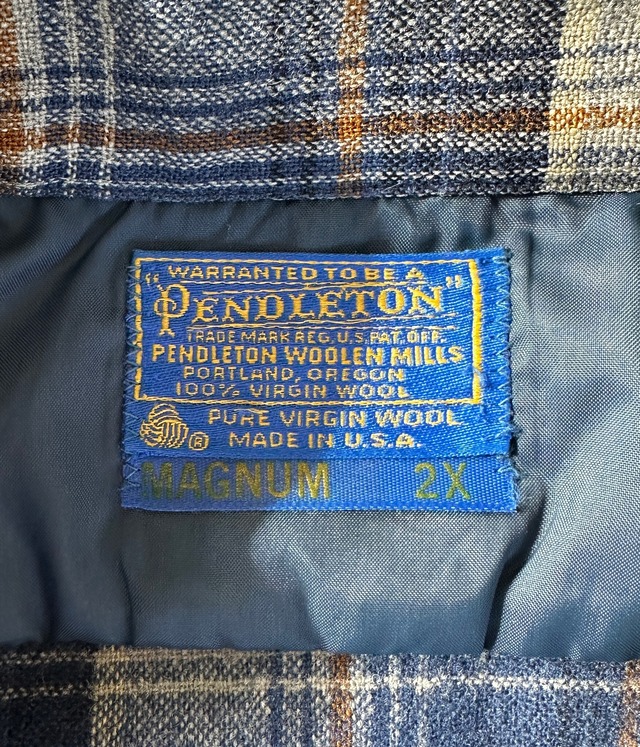 "WARRANTED TO BE A
PENDLETON"
TRADE MARK REG. U.S. PAT. OFF.
PENDLETON WOOLEN MILLS
PORTLAND, OREGON
100% VIRGIN WOOL
® PURE VIRGIN WOOL
MADE IN U.S.A.
MAGNUM 2X